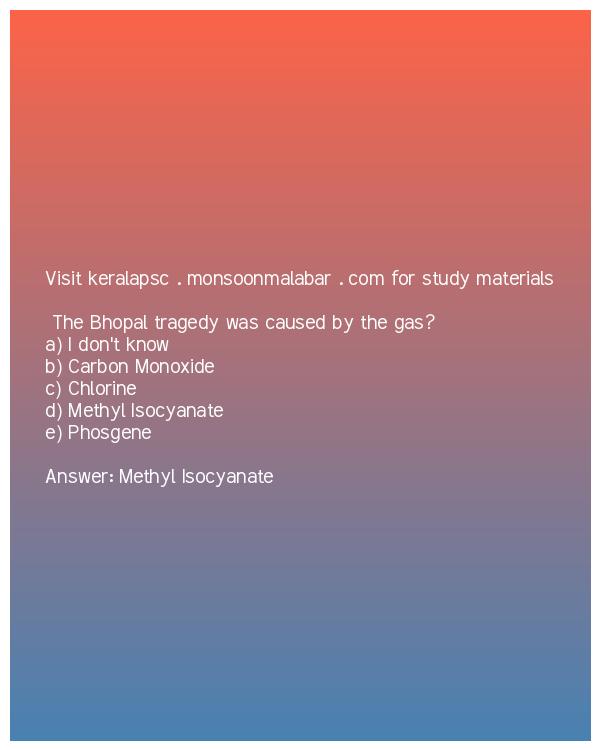 Visit keralapsc . monsoonmalabar . com for study materials
The Bhopal tragedy was caused by the gas?
a) I don't know
b) Carbon Monoxide
c) Chlorine
d) Methyl Isocyanate
e) Phosgene
Answer: Methyl Isocyanate